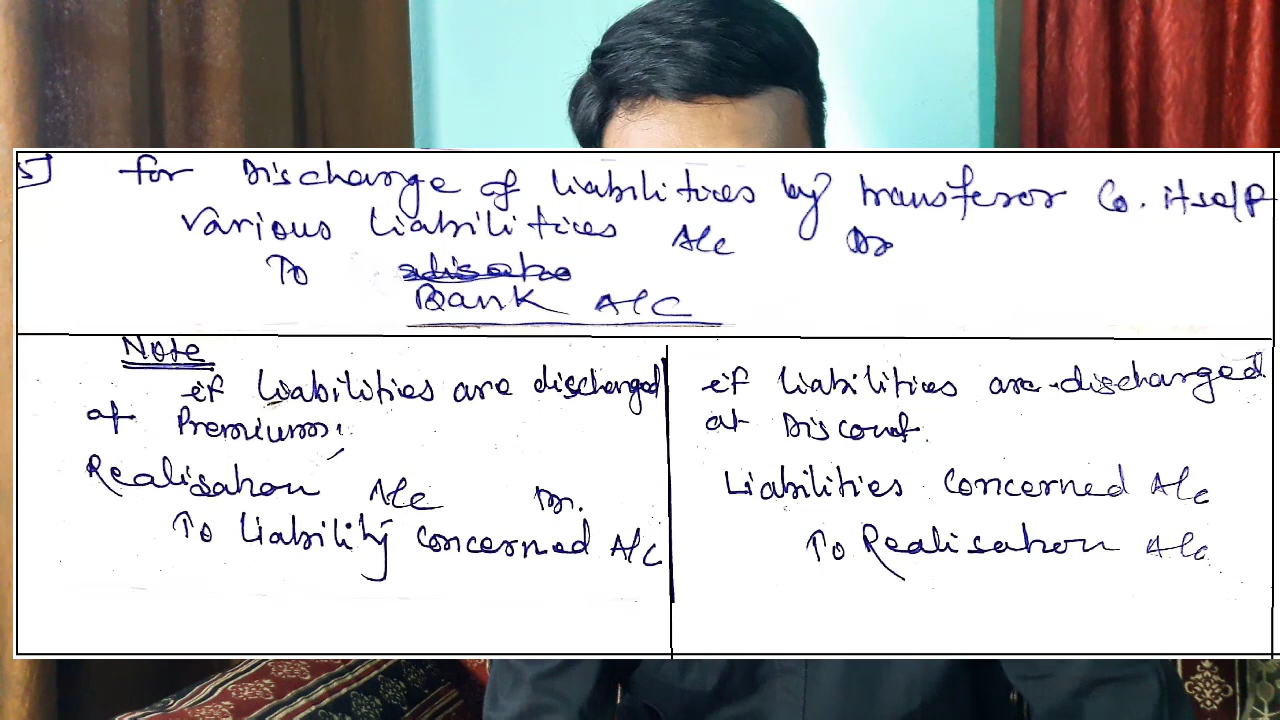 5] for Discharge of liabilities by transferor Co. itself
Various liabilities A/c Dr
To
Bank A/C
Note
if liabilities are discharged
at Premium:
Realisation A/c Dr.
To Liability concerned A/C
if liabilities are discharged
at Discount.
Liabilities concerned A/c
To Realisation A/c